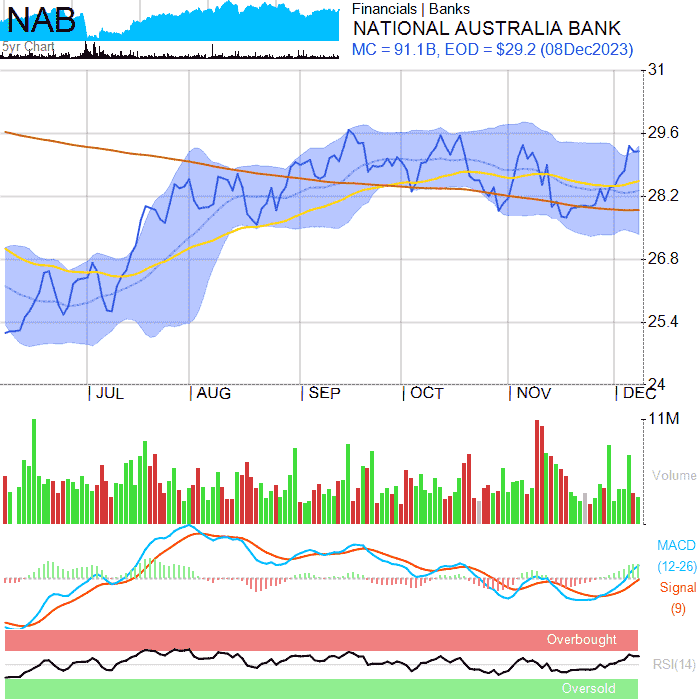 NAB
5yr Chart
Financials | Banks
NATIONAL AUSTRALIA BANK
MC = 91.1B, EOD = $29.2 (08Dec2023)
31
29.6
28.2
26.8
25.4
24
JUL AUG SEP OCT NOV DEC
11M
Volume
MACD
(12-26)
Signal
(9)
Overbought
RSI(14)
Oversold